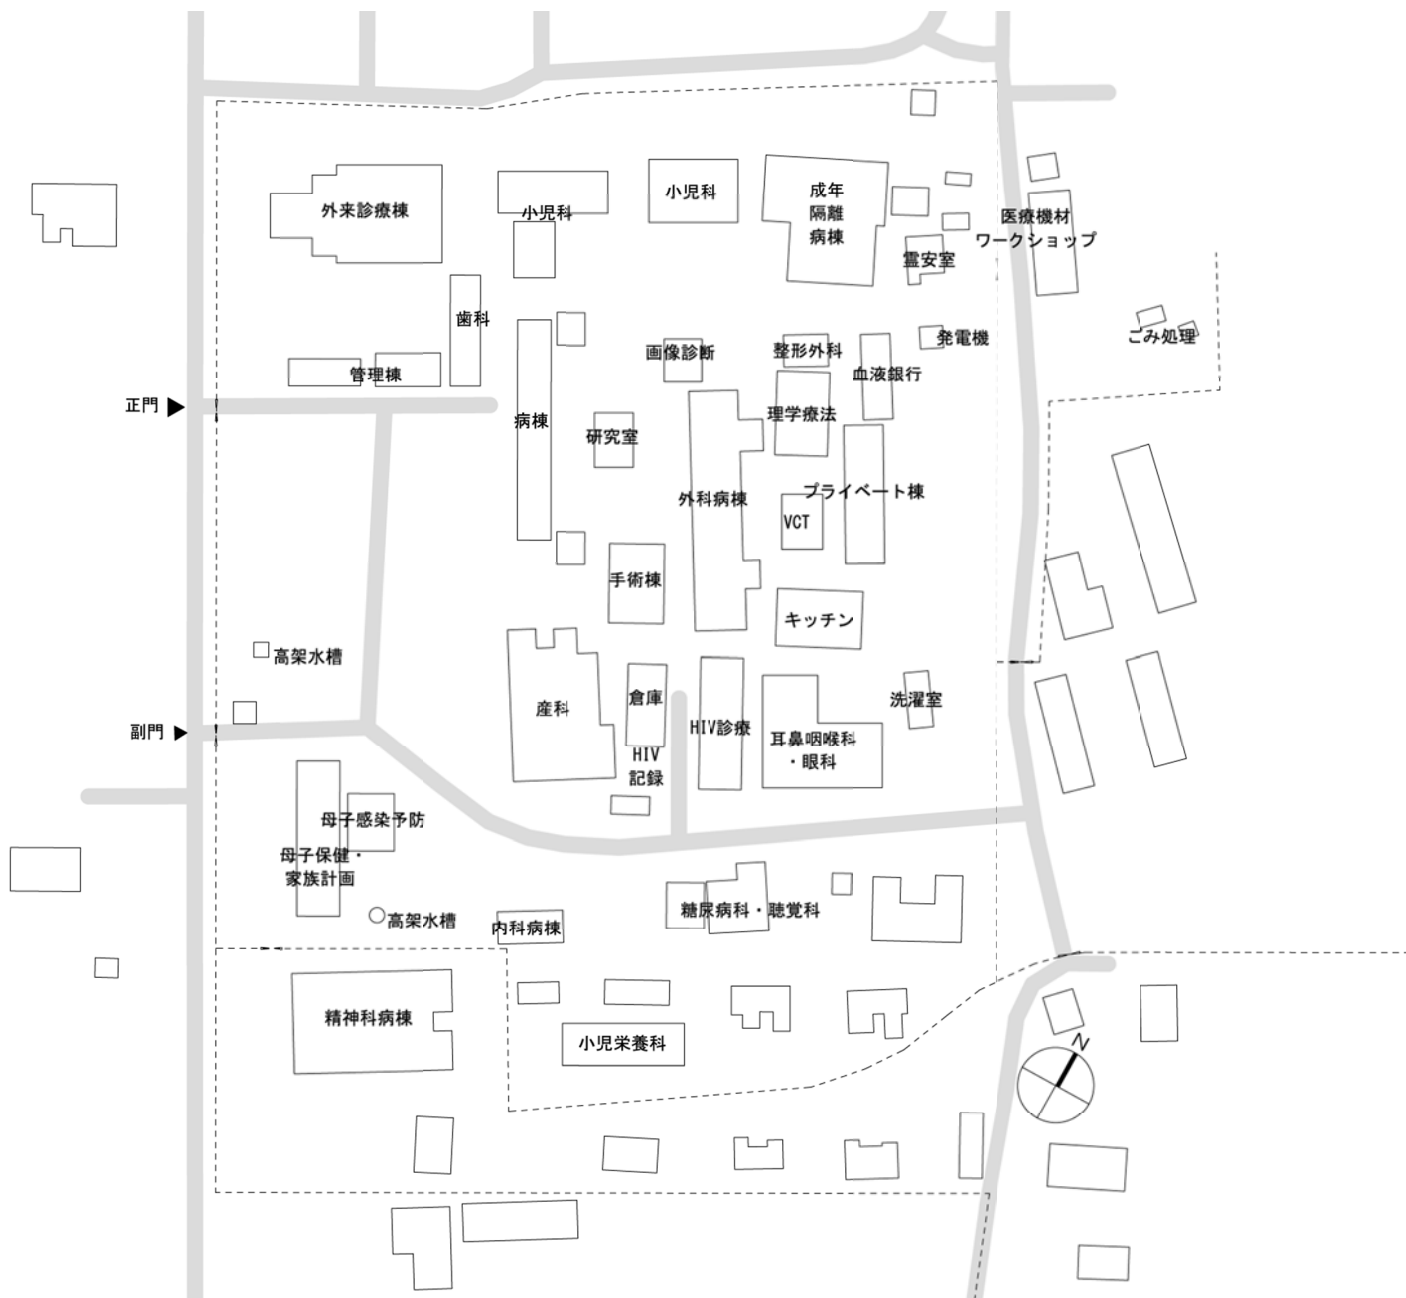 外来診療棟
小児科
小児科
成年
隔離
病棟
霊安室
医療機材
ワークショップ
歯科
管理棟
画像診断
整形外科
血液銀行
発電機
ごみ処理
正門
病棟
研究室
理学療法
外科病棟
プライベート棟
VCT
手術棟
キッチン
高架水槽
副門
産科
倉庫
HIV
記録
HIV診療
耳鼻咽喉科
・眼科
洗濯室
母子感染予防
母子保健・
家族計画
高架水槽
内科病棟
糖尿病科・聴覚科
精神科病棟
小児栄養科
N